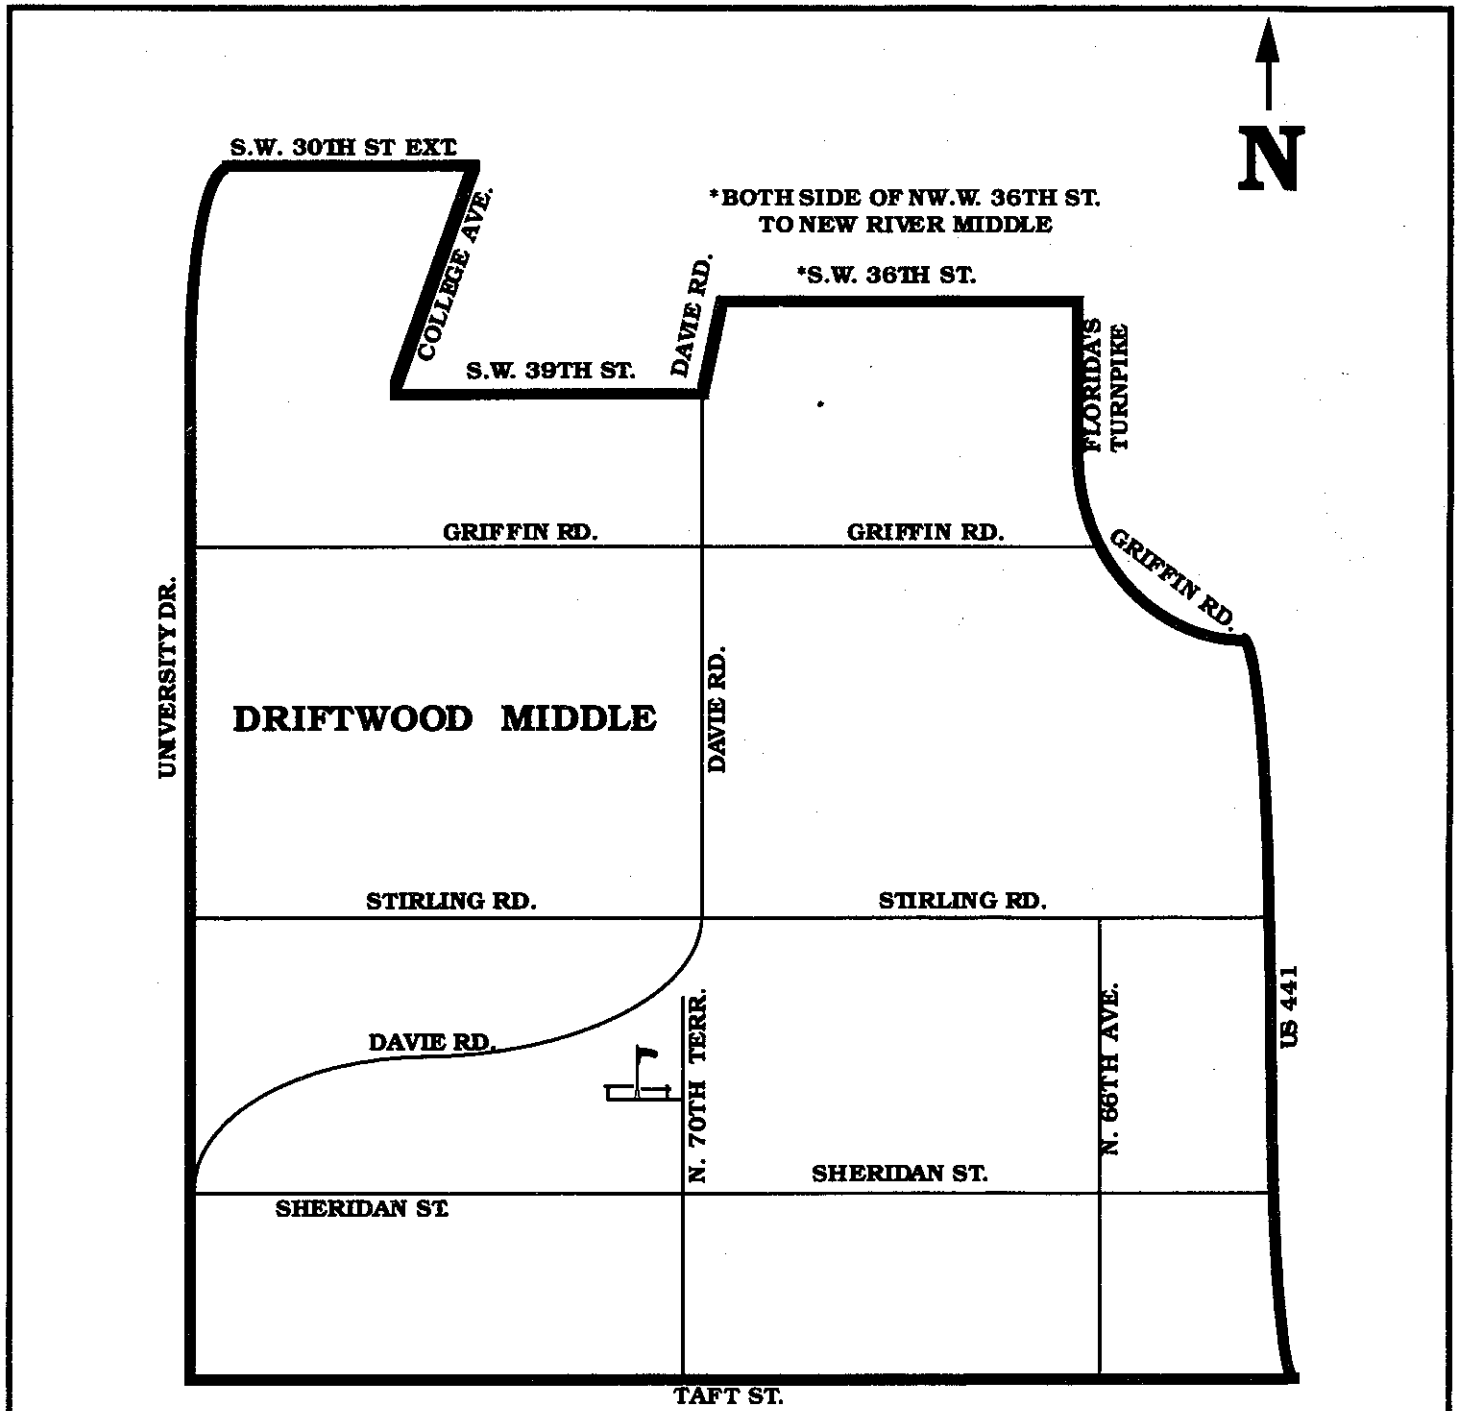 N
S.W. 30TH ST EXT.
COLLEGE AVE.
*BOTH SIDE OF NW.W. 36TH ST.
TO NEW RIVER MIDDLE
*S.W. 36TH ST.
DAVIE RD.
S.W. 39TH ST.
FLORIDA'S
TURNPIKE
GRIFFIN RD.
GRIFFIN RD.
GRIFFIN RD.
UNIVERSITY DR.
DRIFTWOOD MIDDLE
DAVIE RD.
STIRLING RD.
STIRLING RD.
DAVIE RD.
N. 70TH TERR.
N. 66TH AVE.
US 441
SHERIDAN ST.
SHERIDAN ST.
TAFT ST.